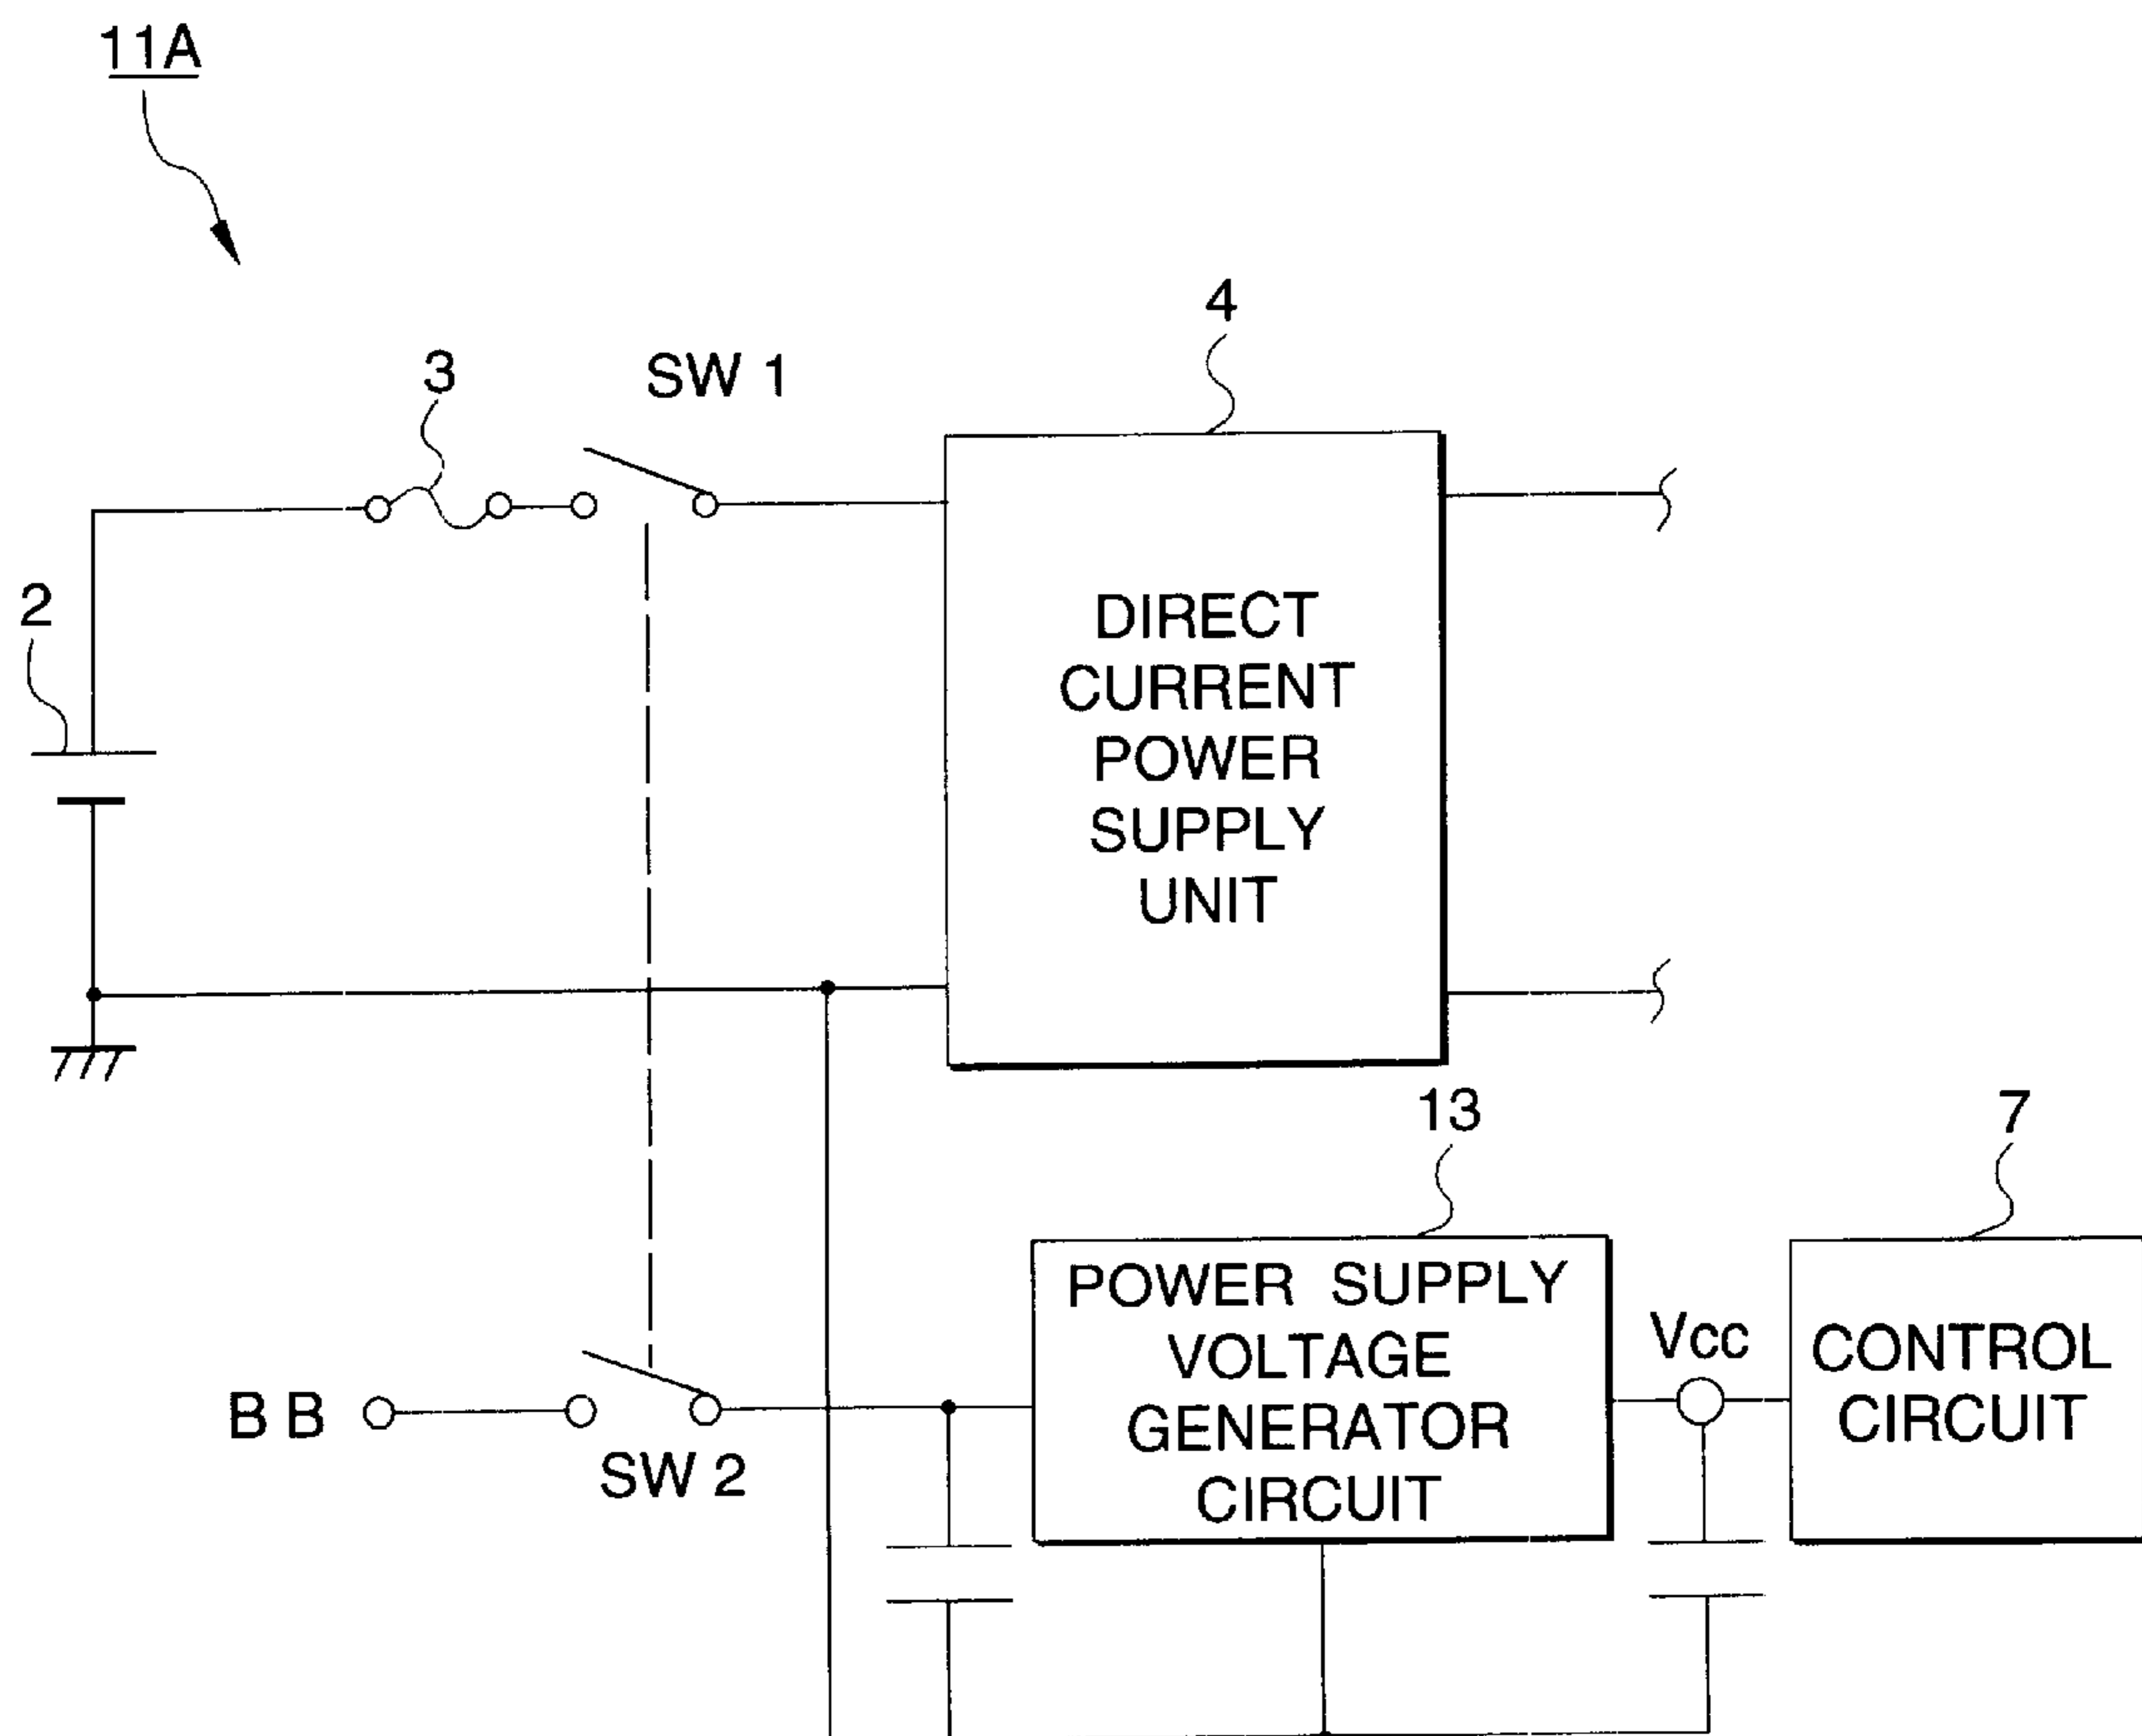 11A
4
3
SW 1
2
DIRECT
CURRENT
POWER
SUPPLY
UNIT
13
7
POWER SUPPLY
VOLTAGE
GENERATOR
CIRCUIT
Vcc
CONTROL
CIRCUIT
B B
SW 2